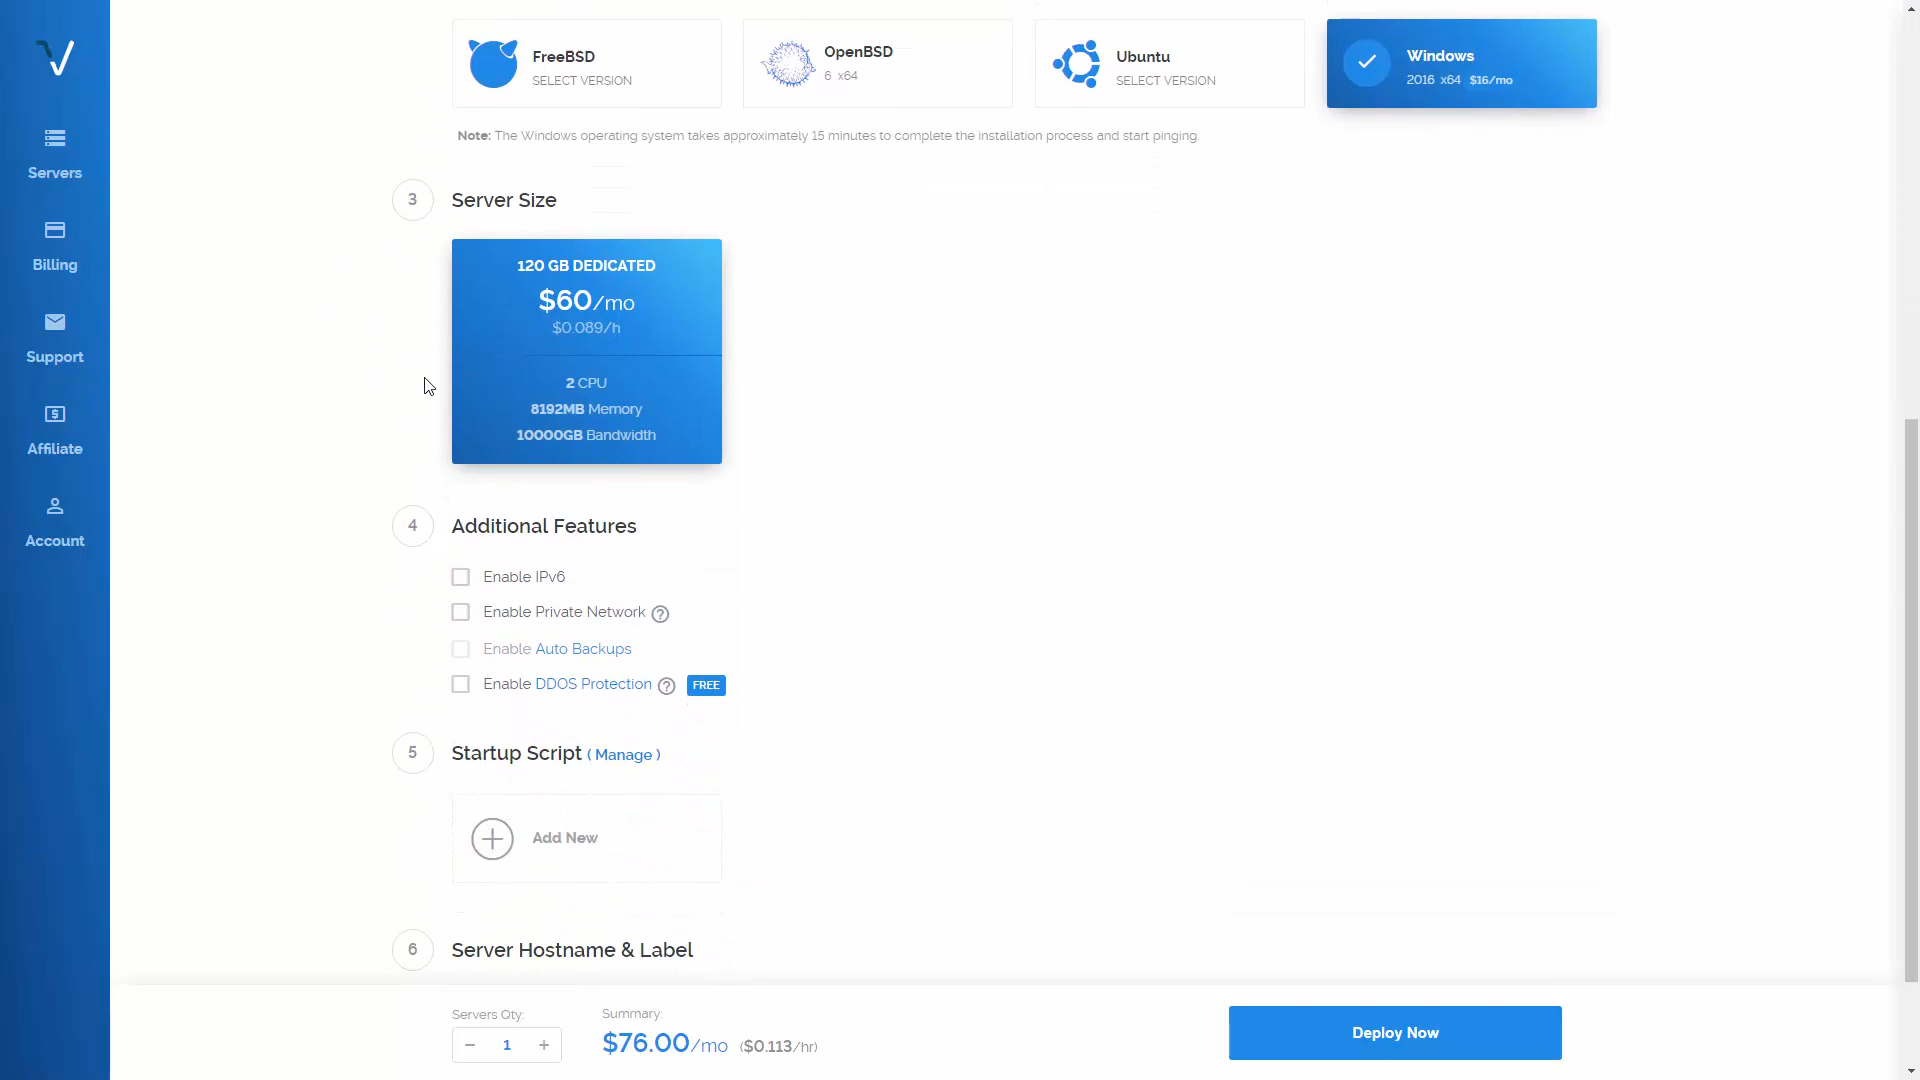 FreeBSD
SELECT VERSION
OpenBSD
6 x64
Ubuntu
SELECT VERSION
Windows
2016 x64 $16/mo
Note: The Windows operating system takes approximately 15 minutes to complete the installation process and start pinging.
Servers
Billing
Support
Affiliate
Account
3 Server Size
120 GB DEDICATED
$60/mo
$0.089/h
2 CPU
8192MB Memory
10000GB Bandwidth
4 Additional Features
Enable IPv6
Enable Private Network ?
Enable Auto Backups
Enable DDOS Protection ? FREE
5 Startup Script ( Manage )
Add New
6 Server Hostname & Label
Servers Qty:
1
Summary:
$76.00/mo ($0.113/hr)
Deploy Now